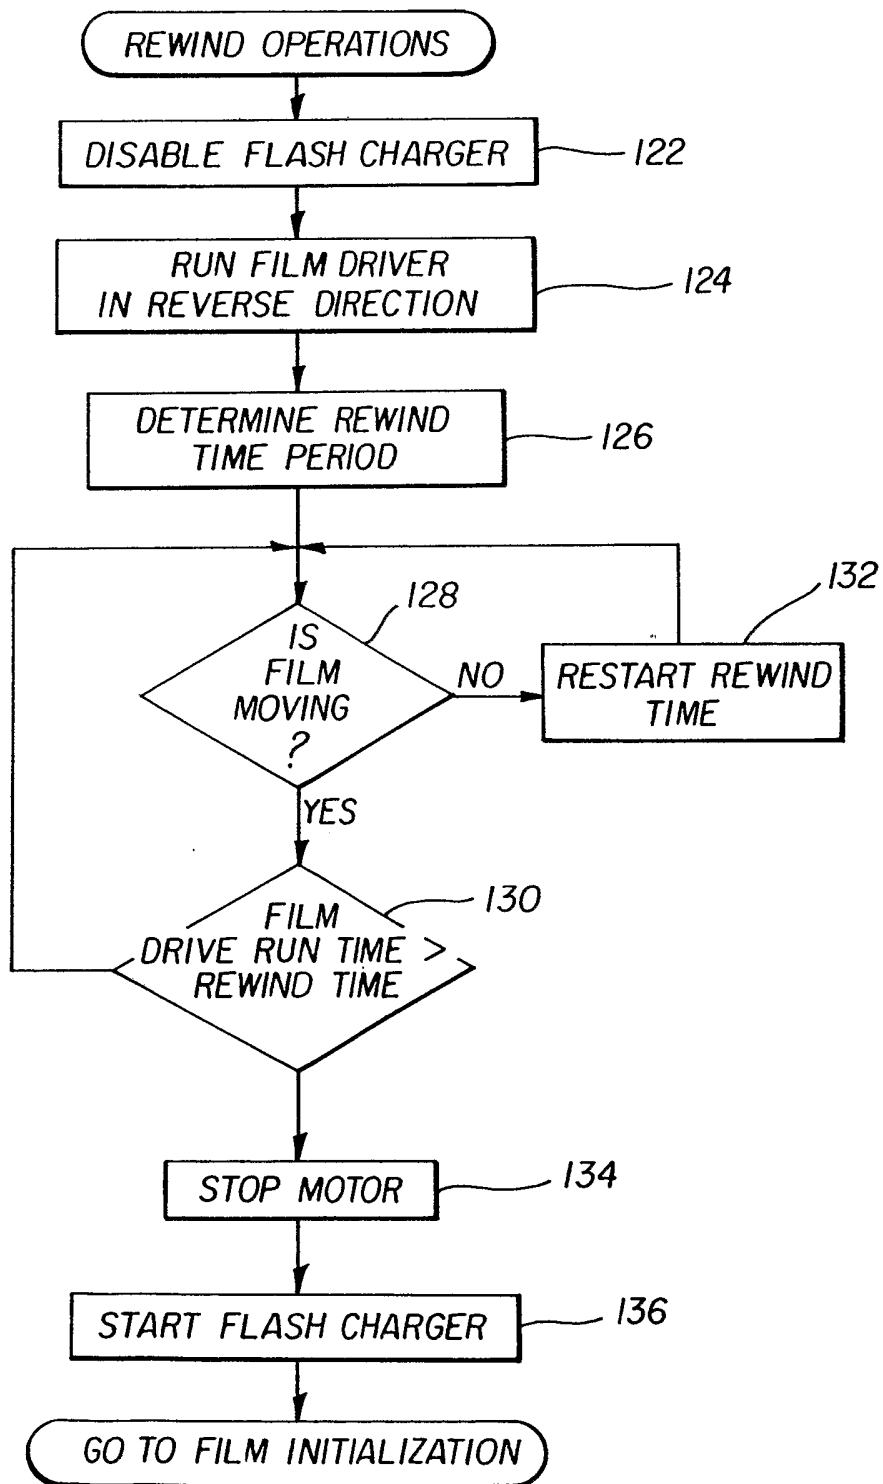 REWIND OPERATIONS
DISABLE FLASH CHARGER
122
RUN FILM DRIVER
IN REVERSE DIRECTION
124
DETERMINE REWIND
TIME PERIOD
126
128
IS
FILM
MOVING
?
NO
132
RESTART REWIND
TIME
YES
130
FILM
DRIVE RUN TIME >
REWIND TIME
STOP MOTOR
134
START FLASH CHARGER
136
GO TO FILM INITIALIZATION